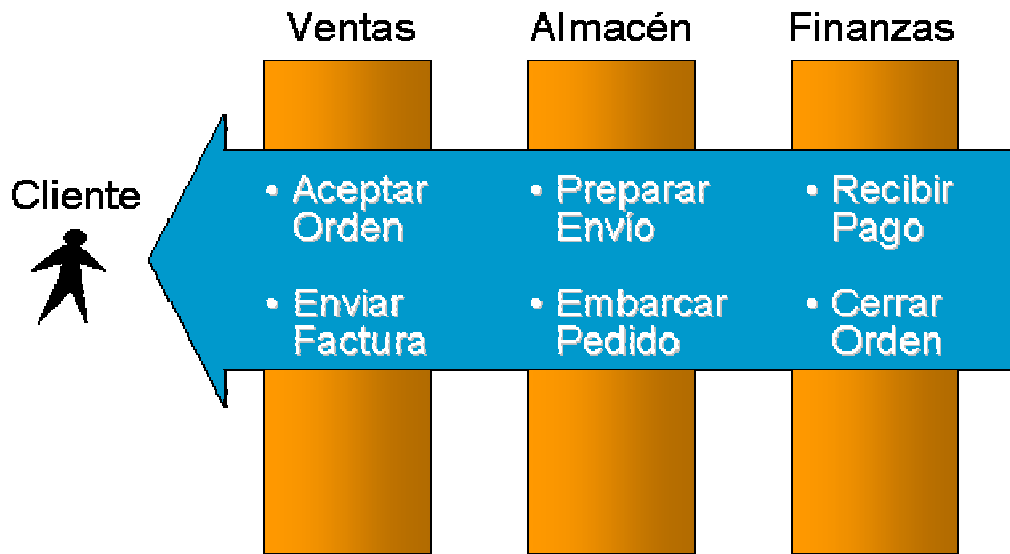 Ventas
Almacén
Finanzas
Cliente
• Aceptar
Orden
• Enviar
Factura
• Preparar
Envío
• Embarcar
Pedido
• Recibir
Pago
• Cerrar
Orden